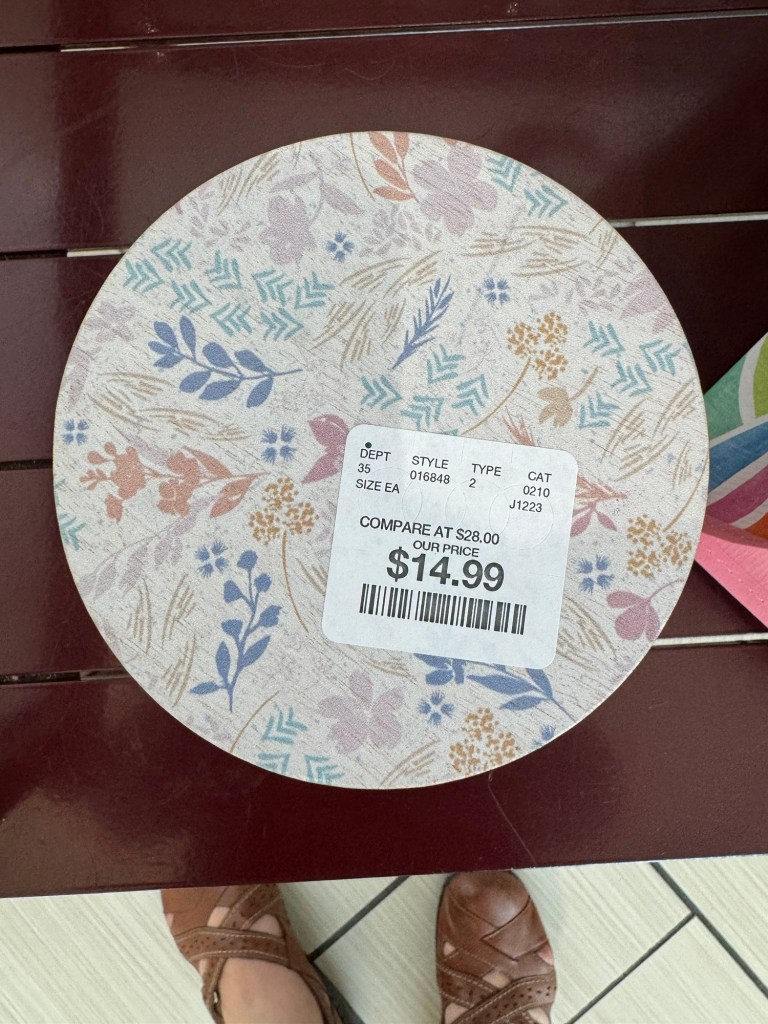 DEPT STYLE TYPE CAT
35 016848 2 0210
SIZE EA J1223
COMPARE AT $28.00
OUR PRICE
$14.99